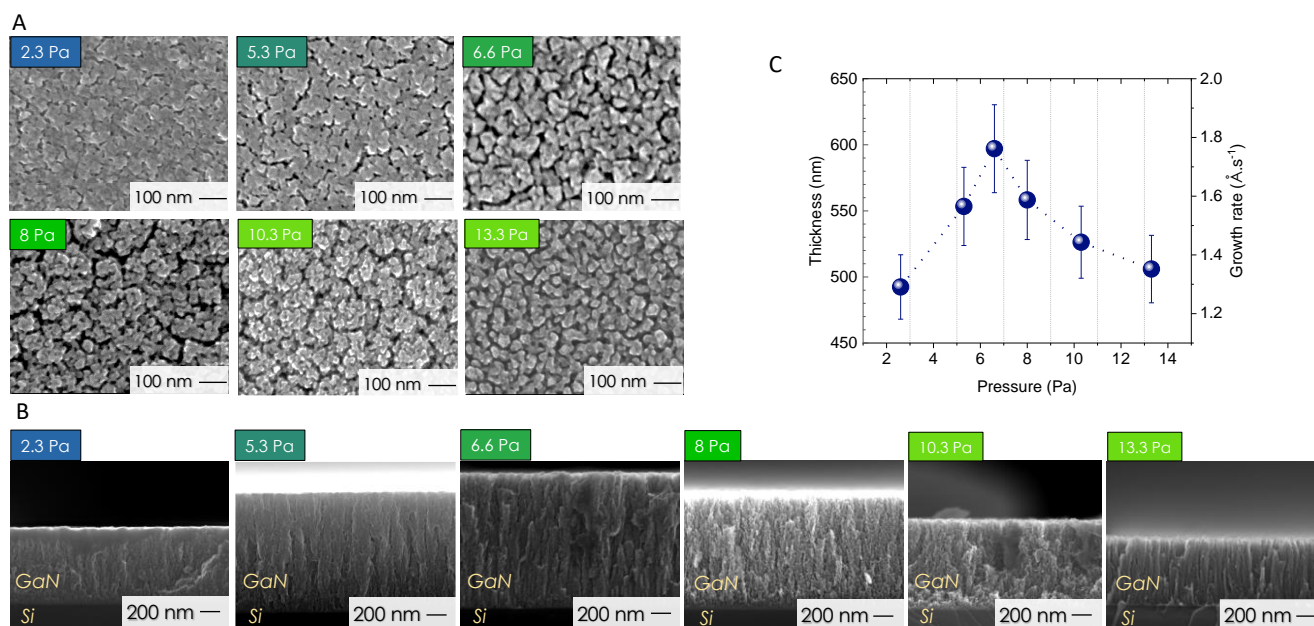 A
2.3 Pa
5.3 Pa
6.6 Pa
100 nm
100 nm
100 nm
8 Pa
10.3 Pa
13.3 Pa
100 nm
100 nm
100 nm
B
2.3 Pa
5.3 Pa
6.6 Pa
8 Pa
10.3 Pa
13.3 Pa
GaN
GaN
GaN
GaN
GaN
GaN
Si
Si
Si
Si
Si
Si
200 nm
200 nm
200 nm
200 nm
200 nm
200 nm
C
650
600
550
500
450
Thickness (nm)
2.0
1.8
1.6
1.4
1.2
Growth rate (Å.s⁻¹)
2 4 6 8 10 12 14
Pressure (Pa)